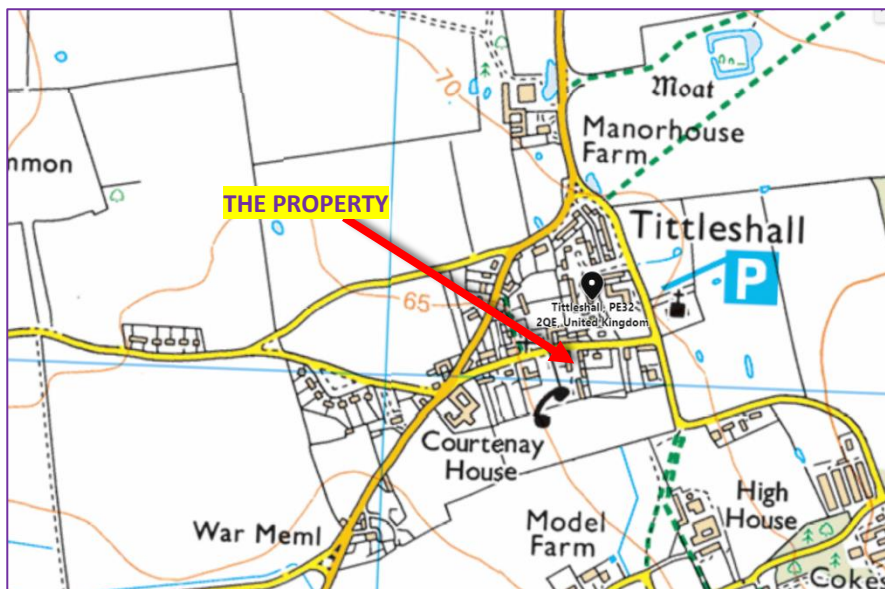 70
Moat
Manorhouse
Farm
mmon
THE PROPERTY
Tittleshall
P
65
Tittleshall, PE32
2QE, United Kingdom
Courtenay
House
War Meml
Model
Farm
High
House
Cokes